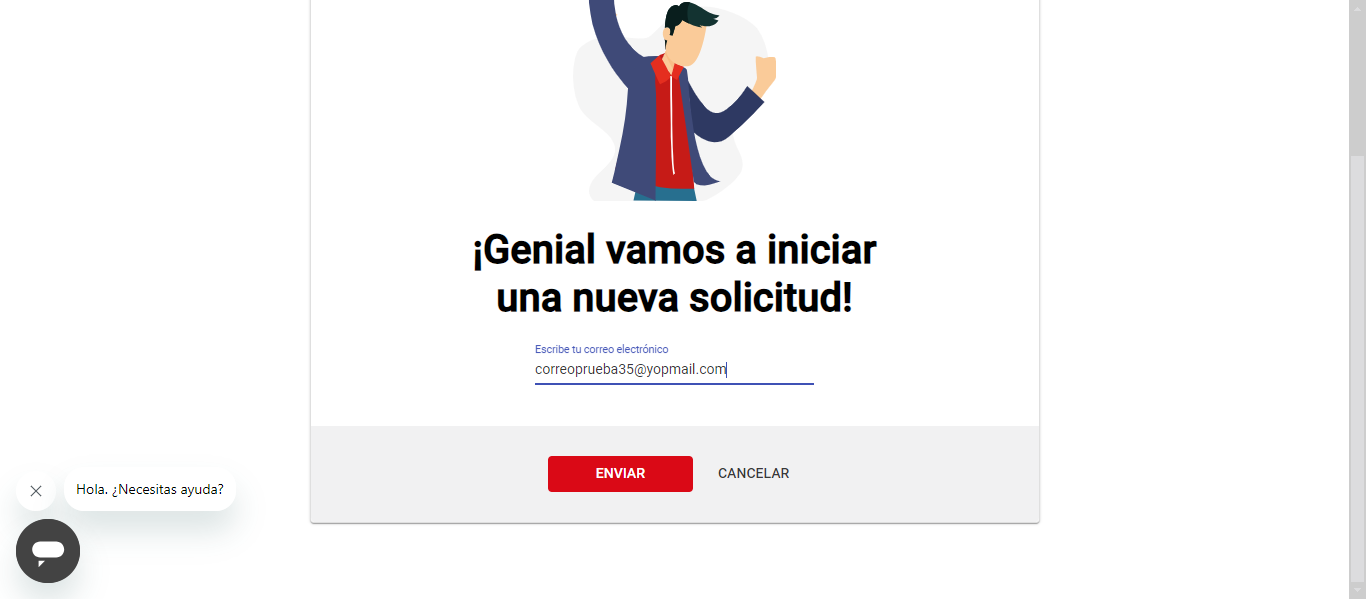 ¡Genial vamos a iniciar
una nueva solicitud!
Escribe tu correo electrónico
correoprueba35@yopmail.com
ENVIAR
CANCELAR
Hola. ¿Necesitas ayuda?